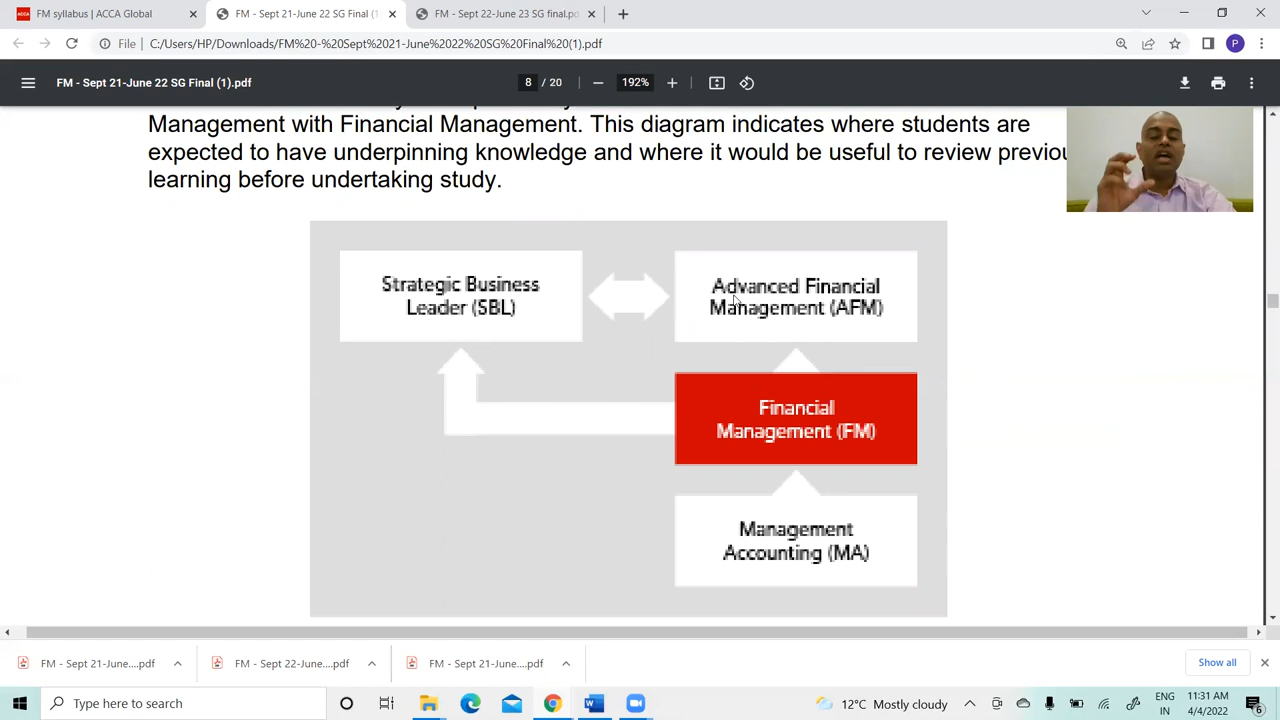 ACCA
FM syllabus | ACCA Global
FM - Sept 21-June 22 SG Final (1
FM - Sept 22-June 23 SG final.pd
File
C:/Users/HP/Downloads/FM%20-%20Sept%2021-June%2022%20SG%20Final%20(1).pdf
P
FM - Sept 21-June 22 SG Final (1).pdf
8 / 20
192%
Management with Financial Management. This diagram indicates where students are
expected to have underpinning knowledge and where it would be useful to review previou
learning before undertaking study.
Strategic Business
Leader (SBL)
Advanced Financial
Management (AFM)
Financial
Management (FM)
Management
Accounting (MA)
FM - Sept 21-June....pdf
FM - Sept 22-June....pdf
FM - Sept 21-June....pdf
Show all
Type here to search
12°C Mostly cloudy
ENG
IN
11:31 AM
4/4/2022
6